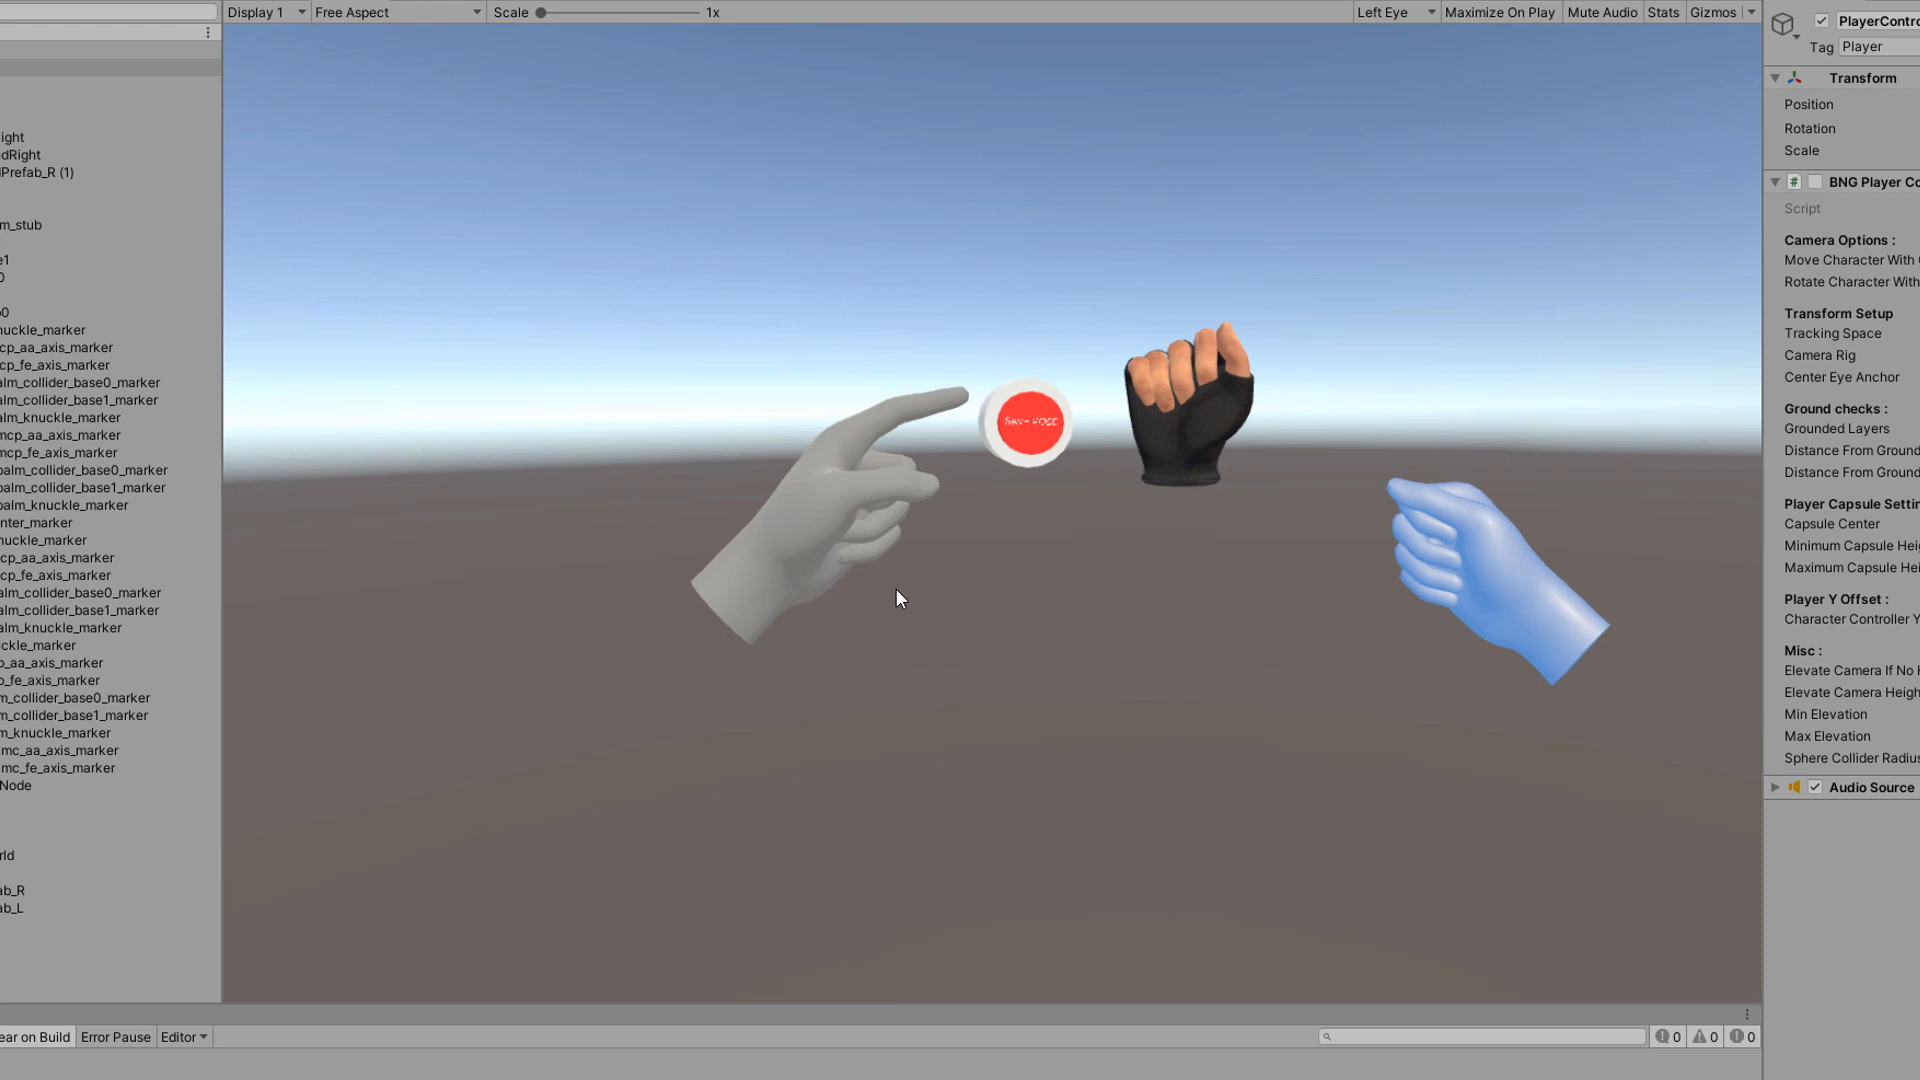 Display 1
Free Aspect
Scale
1x
Left Eye
Maximize On Play
Mute Audio
Stats
Gizmos
ight
dRight
Prefab_R (1)
m_stub
e1
0
o0
nuckle_marker
cp_aa_axis_marker
cp_fe_axis_marker
alm_collider_base0_marker
alm_collider_base1_marker
alm_knuckle_marker
mcp_aa_axis_marker
mcp_fe_axis_marker
palm_collider_base0_marker
palm_collider_base1_marker
palm_knuckle_marker
nter_marker
nuckle_marker
cp_aa_axis_marker
cp_fe_axis_marker
alm_collider_base0_marker
alm_collider_base1_marker
alm_knuckle_marker
ckle_marker
p_aa_axis_marker
p_fe_axis_marker
m_collider_base0_marker
m_collider_base1_marker
m_knuckle_marker
mc_aa_axis_marker
mc_fe_axis_marker
Node
rld
ab_R
ab_L
PlayerContro
Tag Player
Transform
Position
Rotation
Scale
# BNG Player Co
Script
Camera Options :
Move Character With
Rotate Character With
Transform Setup
Tracking Space
Camera Rig
Center Eye Anchor
Ground checks :
Grounded Layers
Distance From Ground
Distance From Ground
Player Capsule Settin
Capsule Center
Minimum Capsule Hei
Maximum Capsule Hei
Player Y Offset :
Character Controller Y
Misc :
Elevate Camera If No H
Elevate Camera Heigh
Min Elevation
Max Elevation
Sphere Collider Radius
Audio Source
ear on Build
Error Pause
Editor
0
0
0